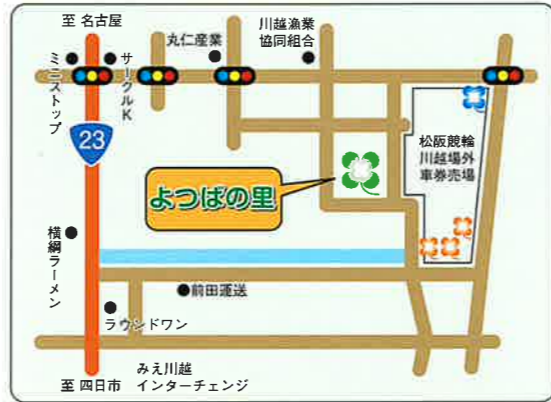 至 名古屋
ミニストップ
サークルK
丸仁産業
川越漁業
協同組合
23
松阪競輪
川越場外
車券売場
よつばの里
横綱ラーメン
前田運送
ラウンドワン
至 四日市
みえ川越
インターチェンジ